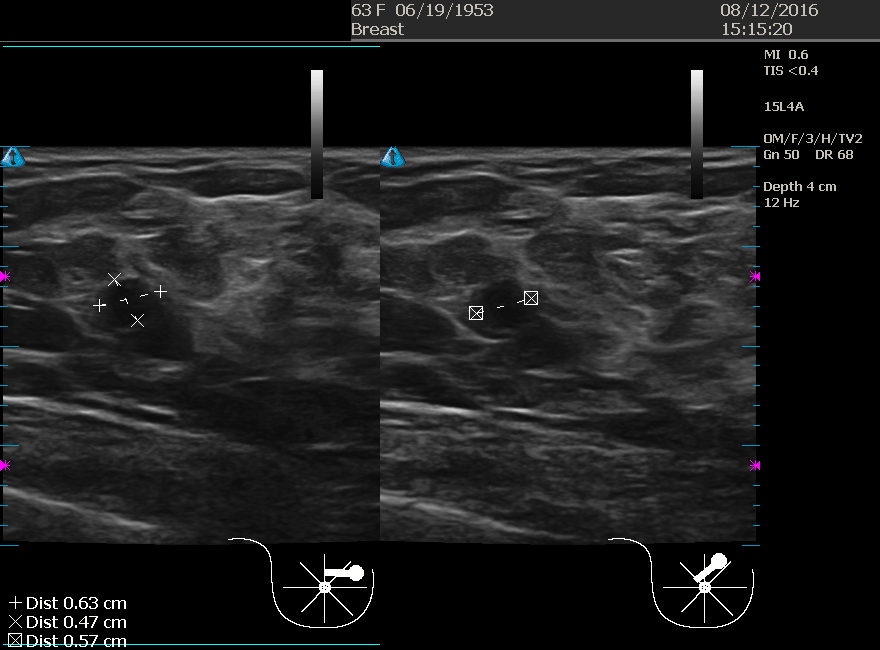 63 F 06/19/1953
08/12/2016
Breast
15:15:20
MI 0.6
TIS <0.4
15L4A
OM/F/3/H/TV2
Gn 50 DR 68
Depth 4 cm
12 Hz
Dist 0.63 cm
Dist 0.47 cm
Dist 0.57 cm